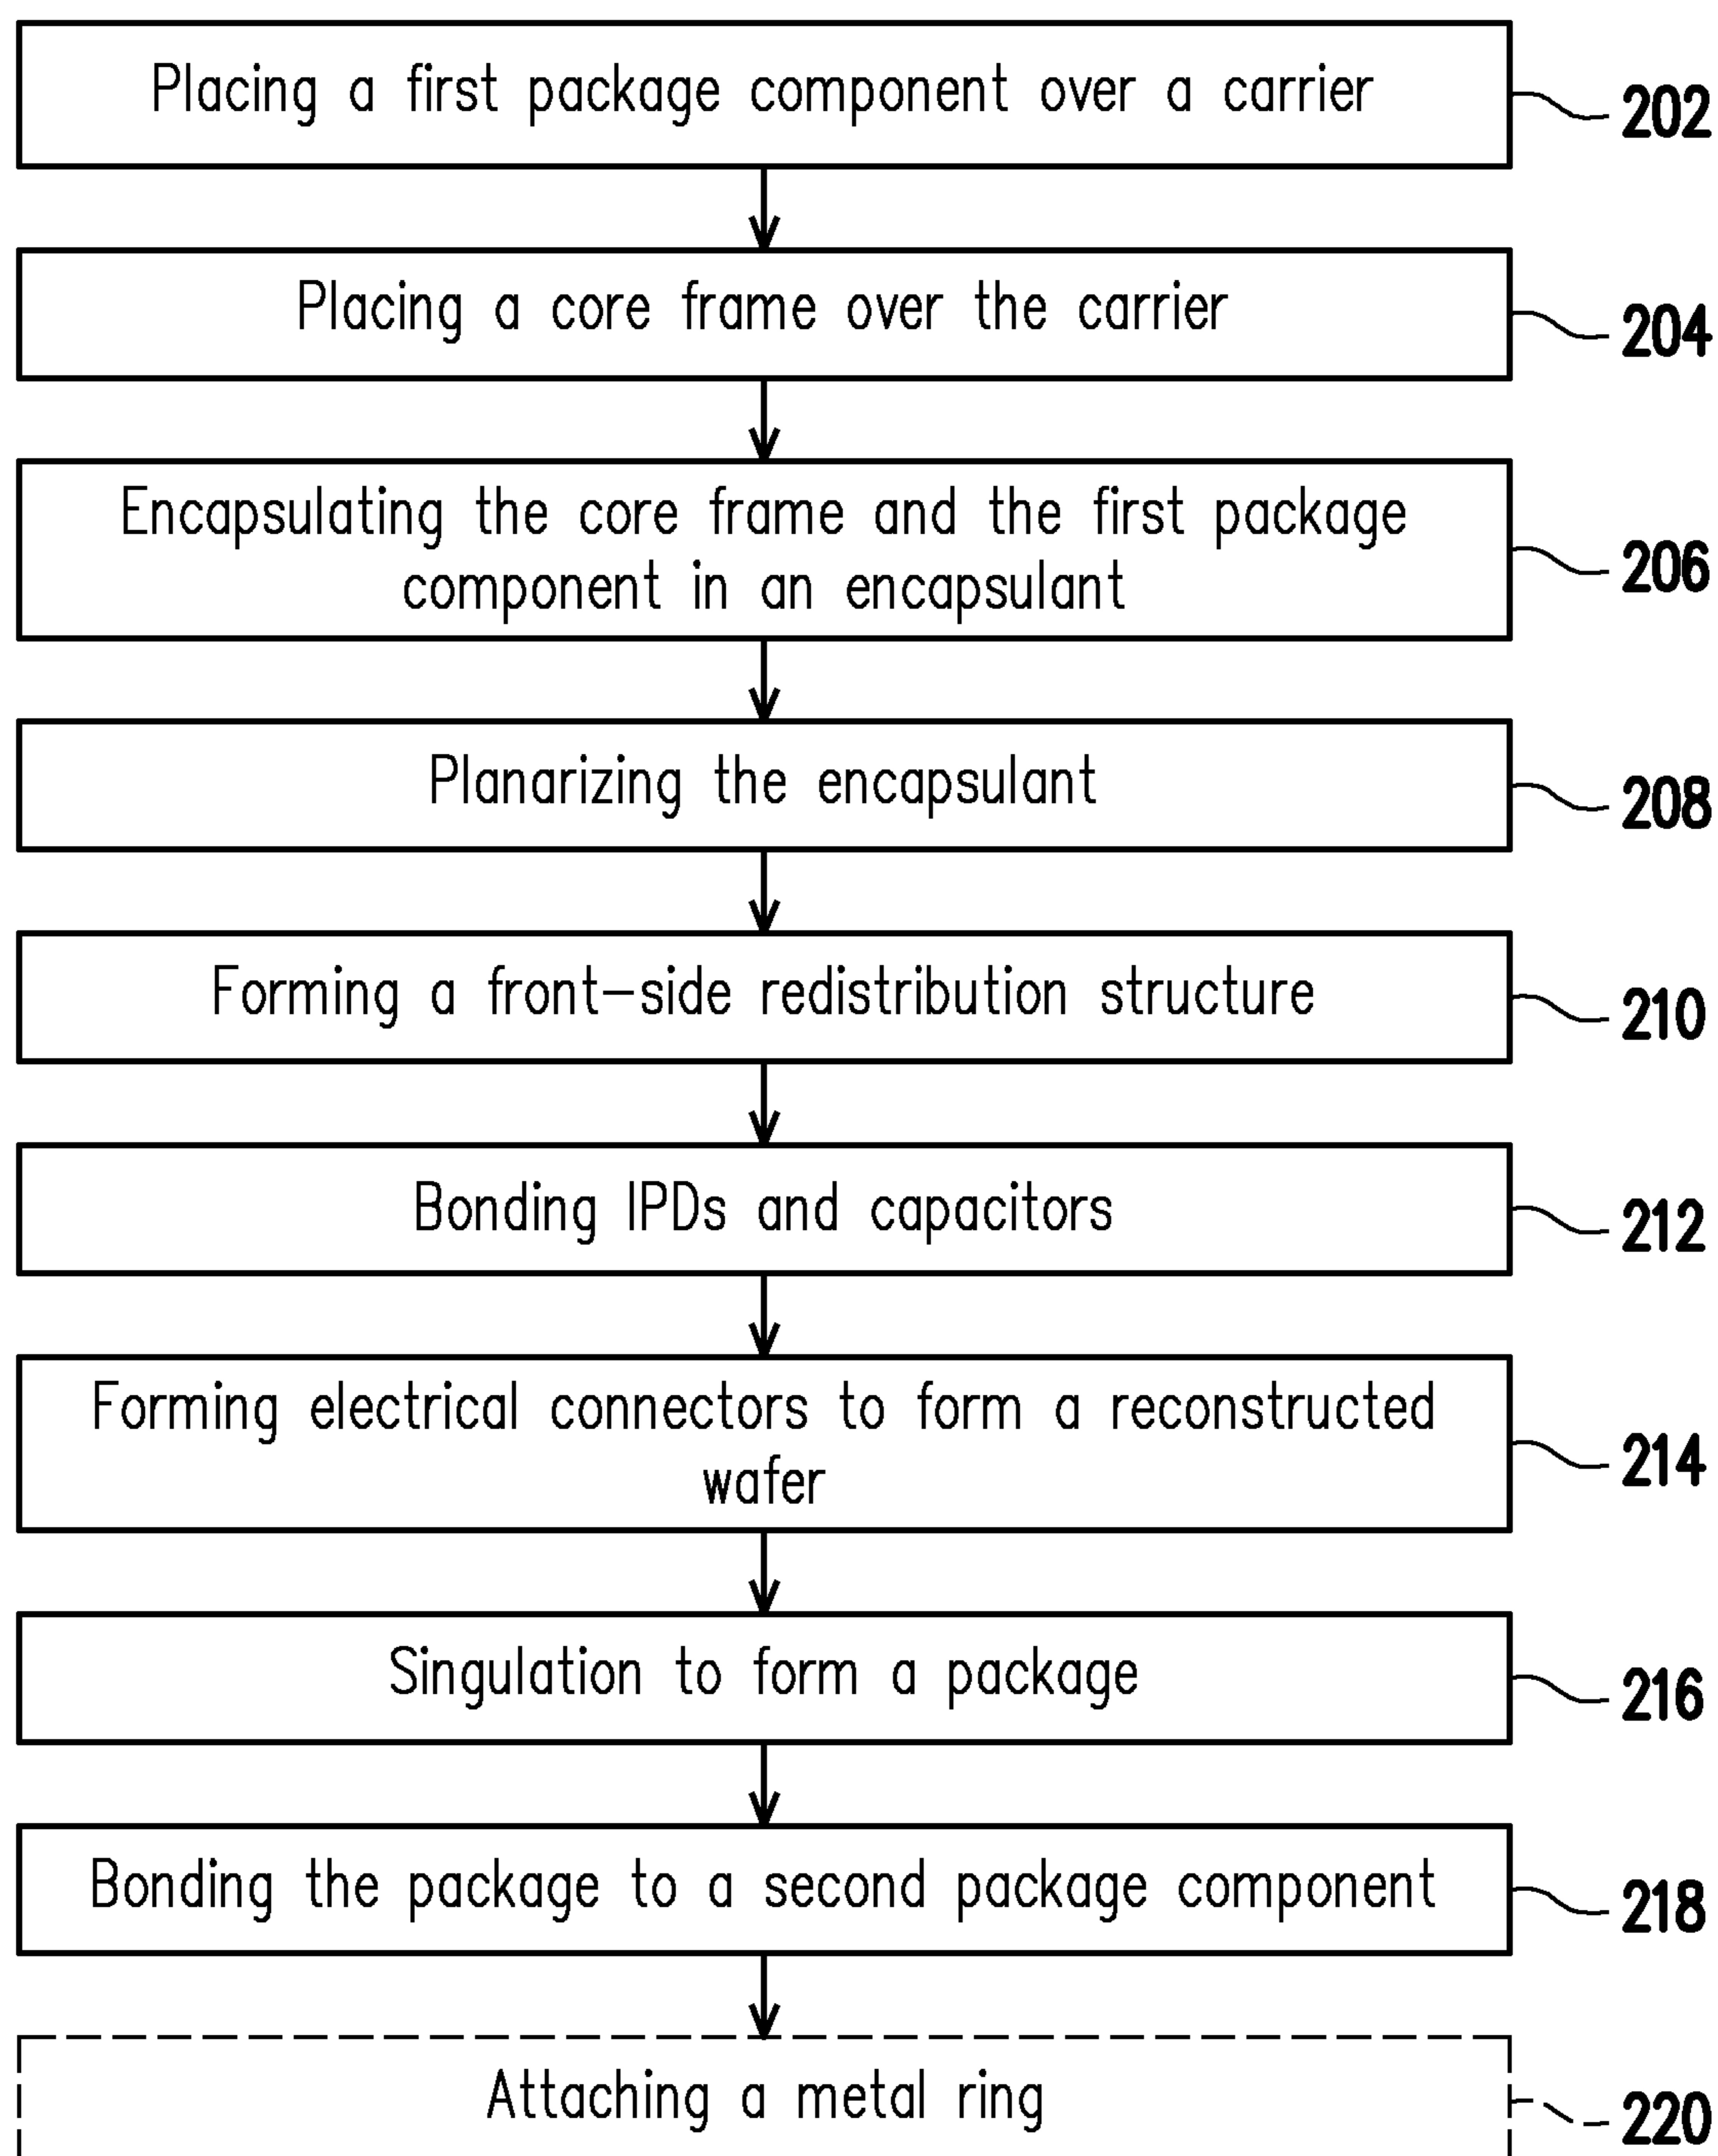 Placing a first package component over a carrier
202
Placing a core frame over the carrier
204
Encapsulating the core frame and the first package
component in an encapsulant
206
Planarizing the encapsulant
208
Forming a front-side redistribution structure
210
Bonding IPDs and capacitors
212
Forming electrical connectors to form a reconstructed
wafer
214
Singulation to form a package
216
Bonding the package to a second package component
218
Attaching a metal ring
220